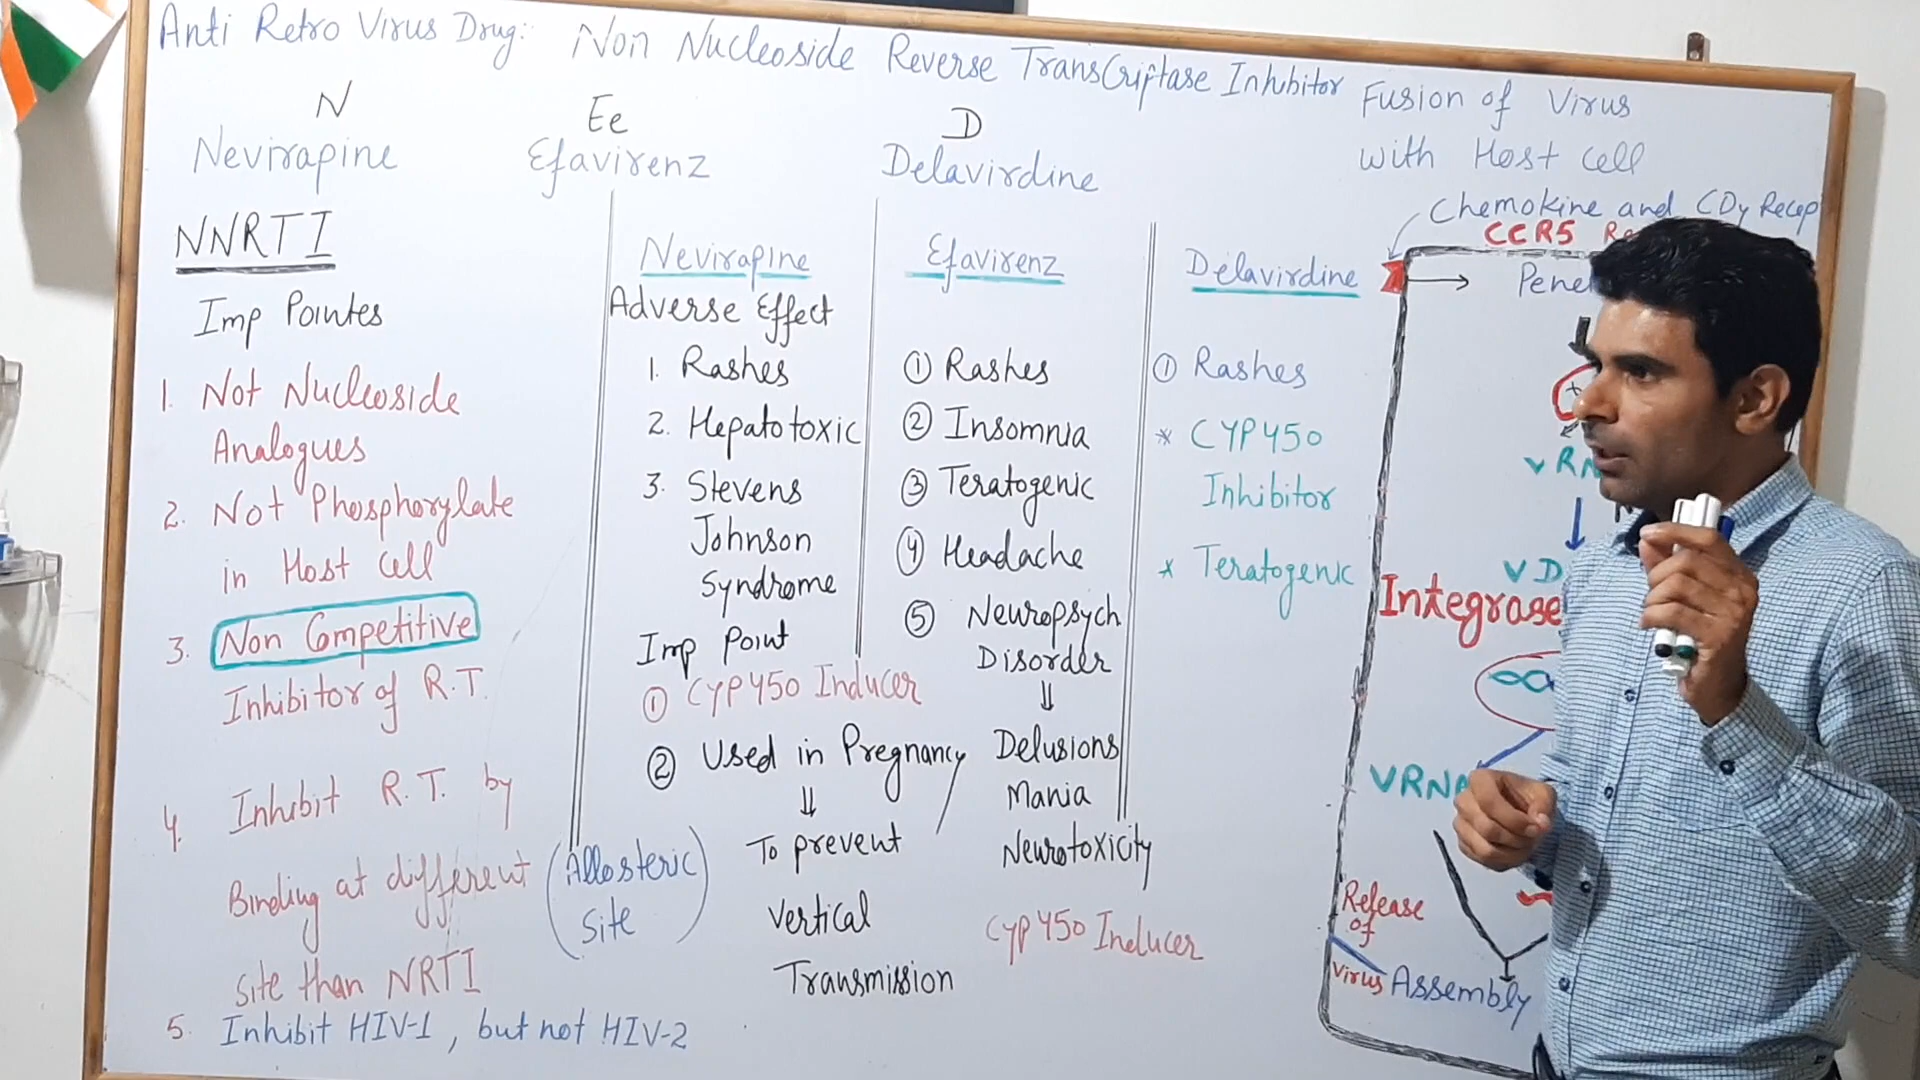 Anti Retro Virus Drug: Non Nucleoside Reverse Transcriptase Inhibitor
N
Nevirapine
Ee
Efavirenz
D
Delavirdine
NNRTI
Imp Pointes
1. Not Nucleoside
Analogues
2. Not Phosphorylate
in Host Cell
3. Non Competitive
Inhibitor of R.T.
4. Inhibit R.T. by
Binding at different (Allosteric
Site)
site than NRTI
5. Inhibit HIV-1, but not HIV-2
Nevirapine
Adverse Effect
1. Rashes
2. Hepatotoxic
3. Stevens
Johnson
Syndrome
Imp Point
① CYP450 Inducer
② Used in Pregnancy
⇓
To prevent
Vertical
Transmission
Efavirenz
① Rashes
② Insomnia
③ Teratogenic
④ Headache
⑤ Neuropsych
Disorder
⇓
Delusions
Mania
Neurotoxicity
CYP450 Inducer
Delavirdine
① Rashes
* CYP450
Inhibitor
* Teratogenic
Fusion of Virus
with Host Cell
Chemokine and CD4 Recep
CCR5
→
+
Integrase
VRNA
Release
of
Virus
Assembly